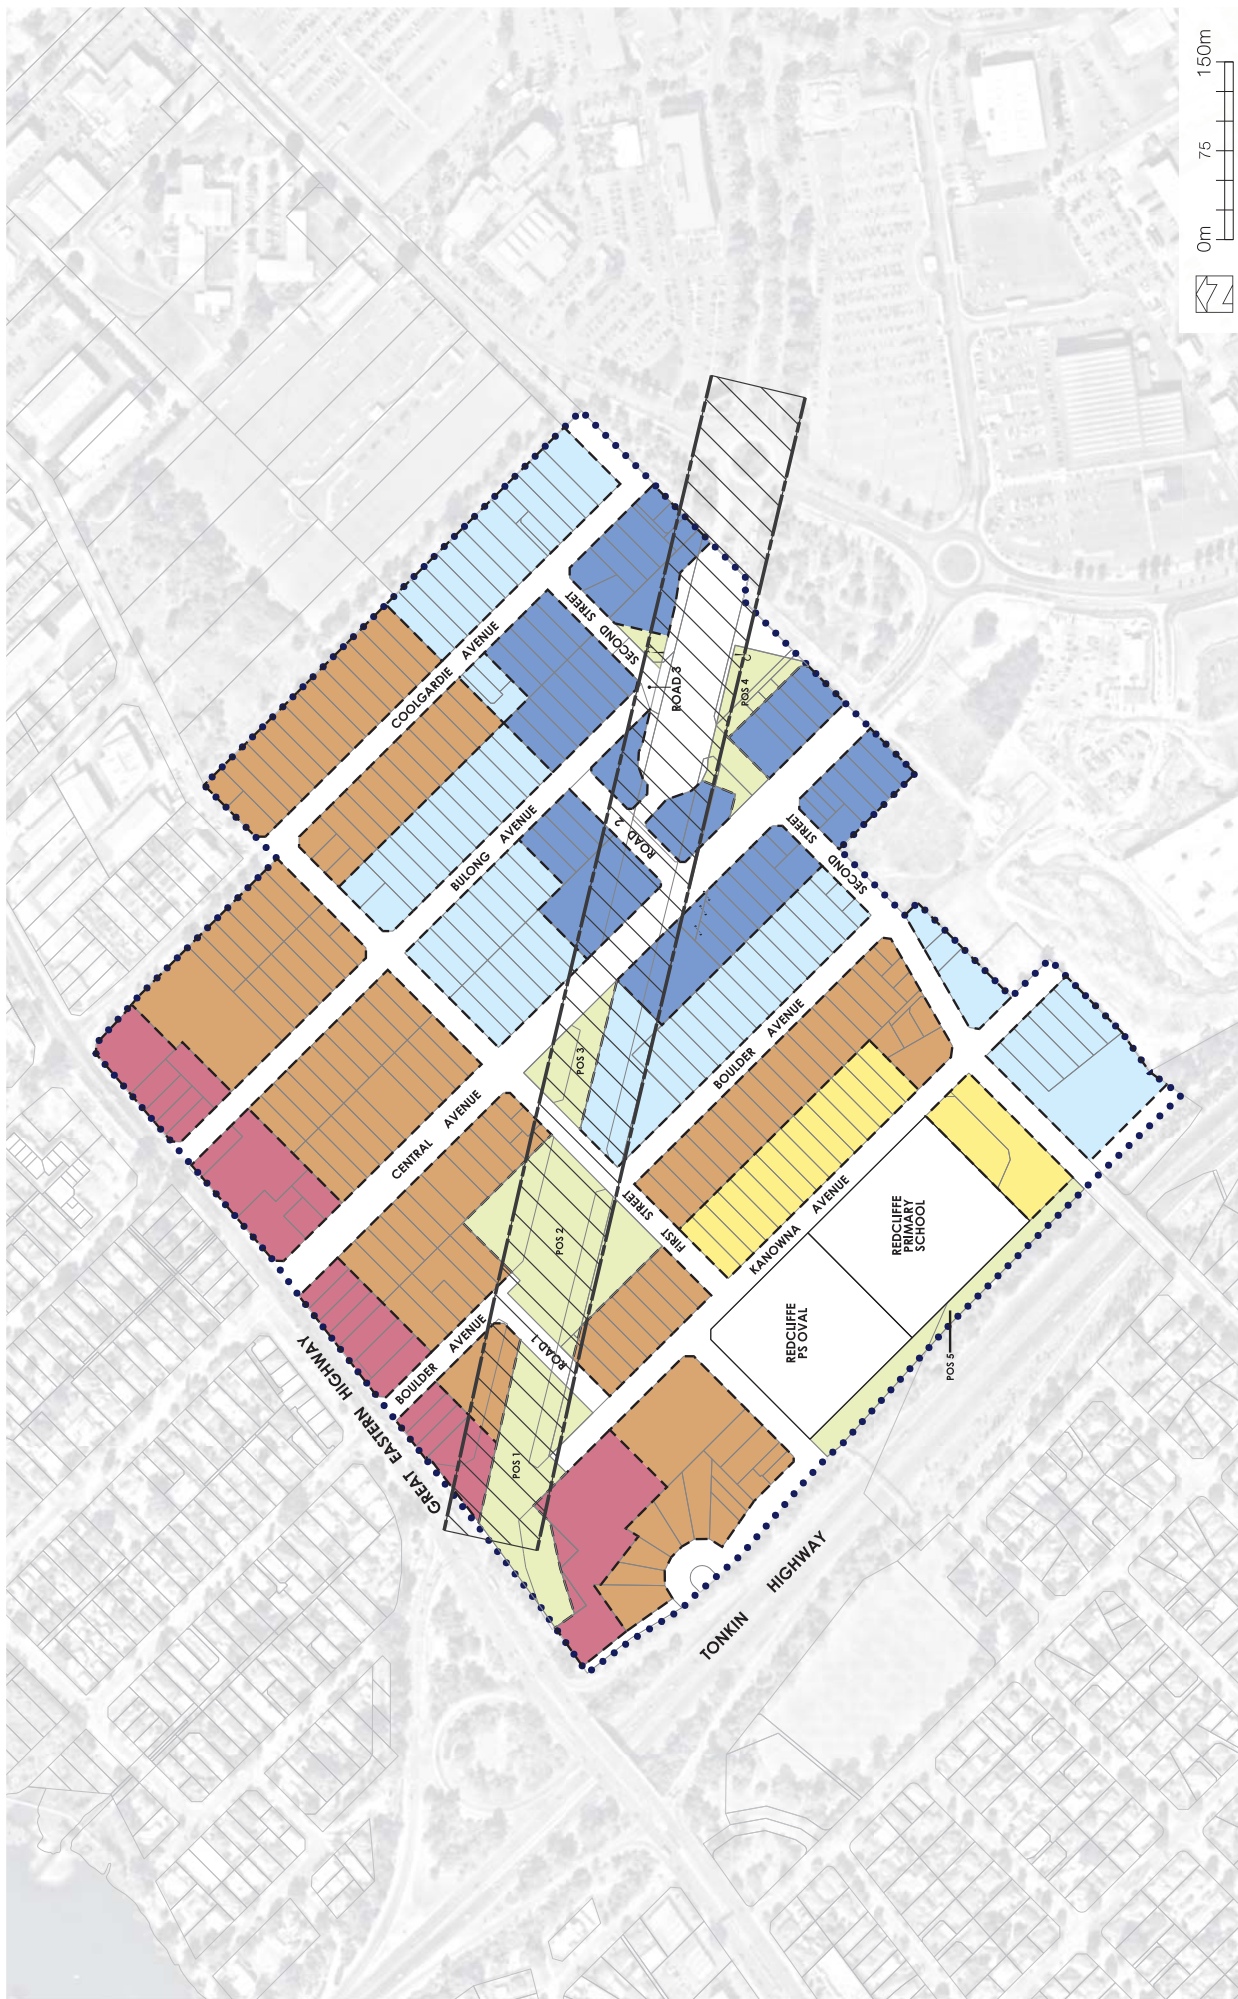 150m
75
0m
Z
COOLGARDIE AVENUE
SECOND STREET
ROAD 3
POS 4
BULONG AVENUE
ROAD 2
SECOND STREET
POS 3
BOULDER AVENUE
CENTRAL AVENUE
FIRST STREET
POS 2
KANOWNA AVENUE
REDCLIFFE
PRIMARY
SCHOOL
REDCLIFFE
PS OVAL
POS 5
BOULDER AVENUE
ROAD 1
POS 1
GREAT EASTERN HIGHWAY
TONKIN HIGHWAY